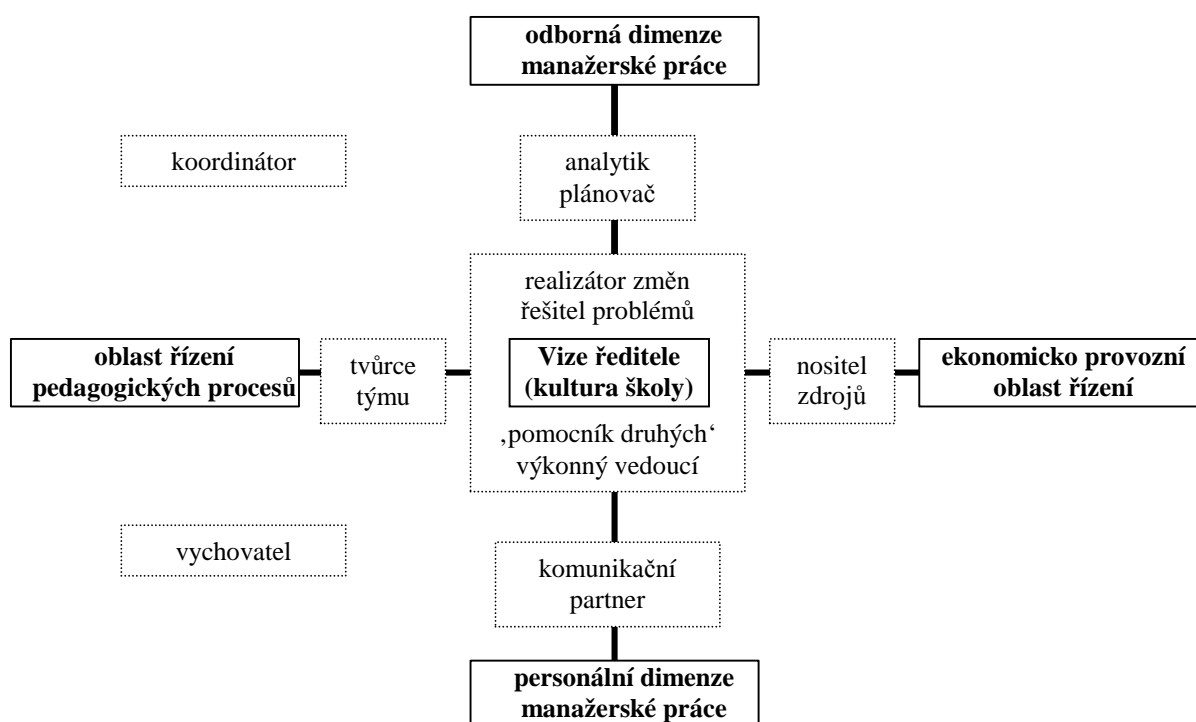 odborná dimenze
manažerské práce
koordinátor
analytik
plánovač
realizátor změn
řešitel problémů
oblast řízení
pedagogických procesů
tvůrce
týmu
Vize ředitele
(kultura školy)
nositel
zdrojů
ekonomicko provozní
oblast řízení
‚pomocník druhých‘
výkonný vedoucí
vychovatel
komunikační
partner
personální dimenze
manažerské práce